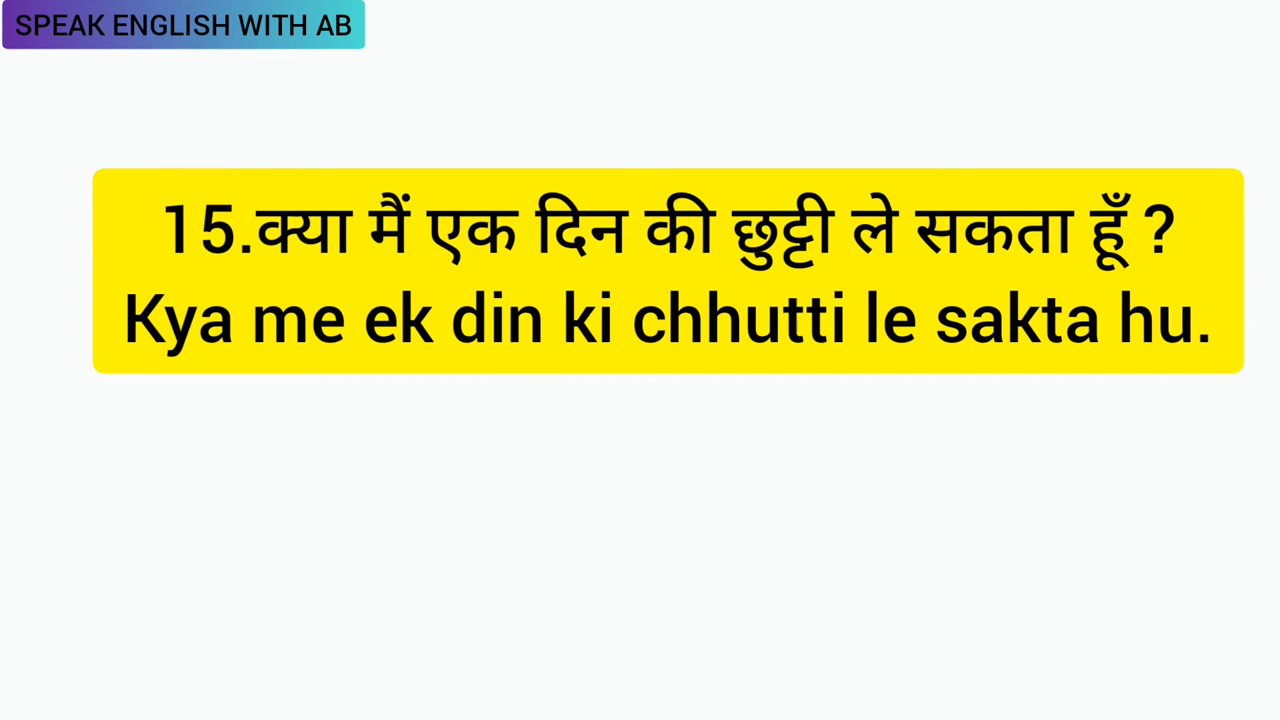 SPEAK ENGLISH WITH AB
15.क्या मैं एक दिन की छुट्टी ले सकता हूँ ?
Kya me ek din ki chhutti le sakta hu.